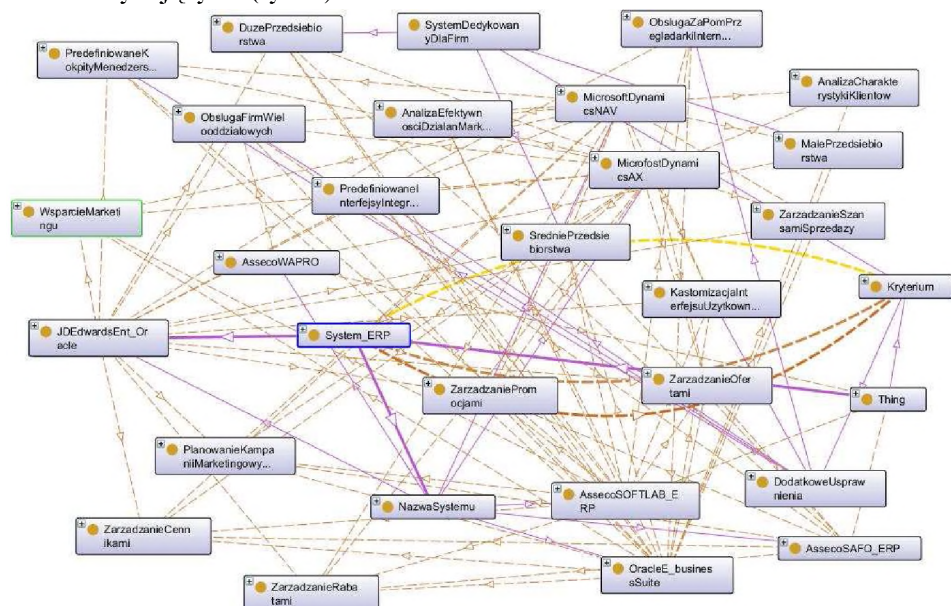 DuzePrzedsiebio
rstwa
SystemDedykowa
nyDlaFirm
ObslugaZaPomPrz
egladarkiIntern...
PredefiniowaneK
okpityMenedzers...
MicrosoftDynami
csNAV
AnalizaCharakte
rystykiKlientow
ObslugaFirmWiel
ooddzialowych
AnalizaEfektywn
osciDzialanMark...
MalePrzedsiebio
rstwa
MicrofostDynami
csAX
PredefiniowaneI
nterfejsyIntegr...
WsparcieMarketi
ngu
ZarzadzanieSzan
samiSprzedazy
SredniePrzedsie
biorstwa
AssecoWAPRO
KastomizacjaInt
erfejsuUzytkown...
Kryterium
JDEdwardsEnt_Or
acle
System_ERP
ZarzadzanieProm
ocjami
ZarzadzanieOfer
tami
Thing
PlanowanieKampa
niiMarketingowy...
AssecoSOFTLAB_E
RP
DodatkoweUspraw
nienia
NazwaSystemu
ZarzadzanieCenn
ikami
AssecoSAFO_ERP
OracleE_busines
sSuite
ZarzadzanieRaba
tami